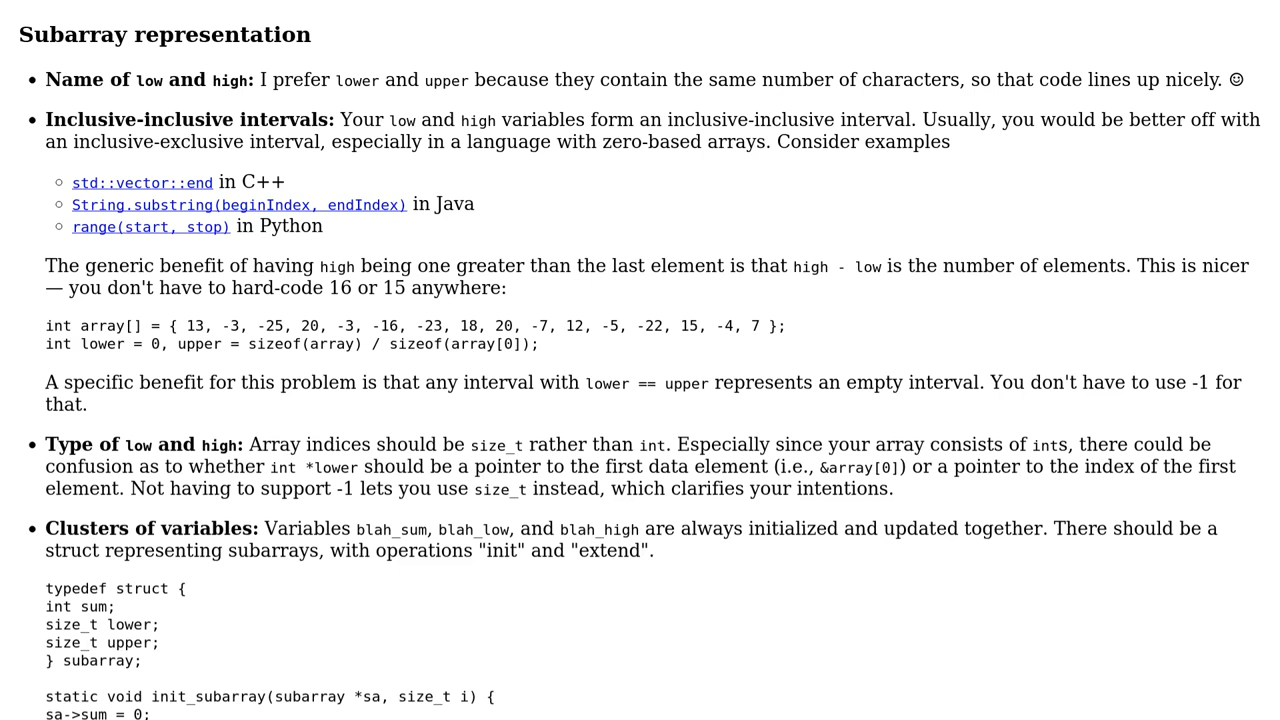 Subarray representation
• Name of low and high: I prefer lower and upper because they contain the same number of characters, so that code lines up nicely. ☺
• Inclusive-inclusive intervals: Your low and high variables form an inclusive-inclusive interval. Usually, you would be better off with
an inclusive-exclusive interval, especially in a language with zero-based arrays. Consider examples
◦ std::vector::end in C++
◦ String.substring(beginIndex, endIndex) in Java
◦ range(start, stop) in Python
The generic benefit of having high being one greater than the last element is that high - low is the number of elements. This is nicer
— you don't have to hard-code 16 or 15 anywhere:
int array[] = { 13, -3, -25, 20, -3, -16, -23, 18, 20, -7, 12, -5, -22, 15, -4, 7 };
int lower = 0, upper = sizeof(array) / sizeof(array[0]);
A specific benefit for this problem is that any interval with lower == upper represents an empty interval. You don't have to use -1 for
that.
• Type of low and high: Array indices should be size_t rather than int. Especially since your array consists of ints, there could be
confusion as to whether int *lower should be a pointer to the first data element (i.e., &array[0]) or a pointer to the index of the first
element. Not having to support -1 lets you use size_t instead, which clarifies your intentions.
• Clusters of variables: Variables blah_sum, blah_low, and blah_high are always initialized and updated together. There should be a
struct representing subarrays, with operations "init" and "extend".
typedef struct {
int sum;
size_t lower;
size_t upper;
} subarray;
static void init_subarray(subarray *sa, size_t i) {
sa->sum = 0;